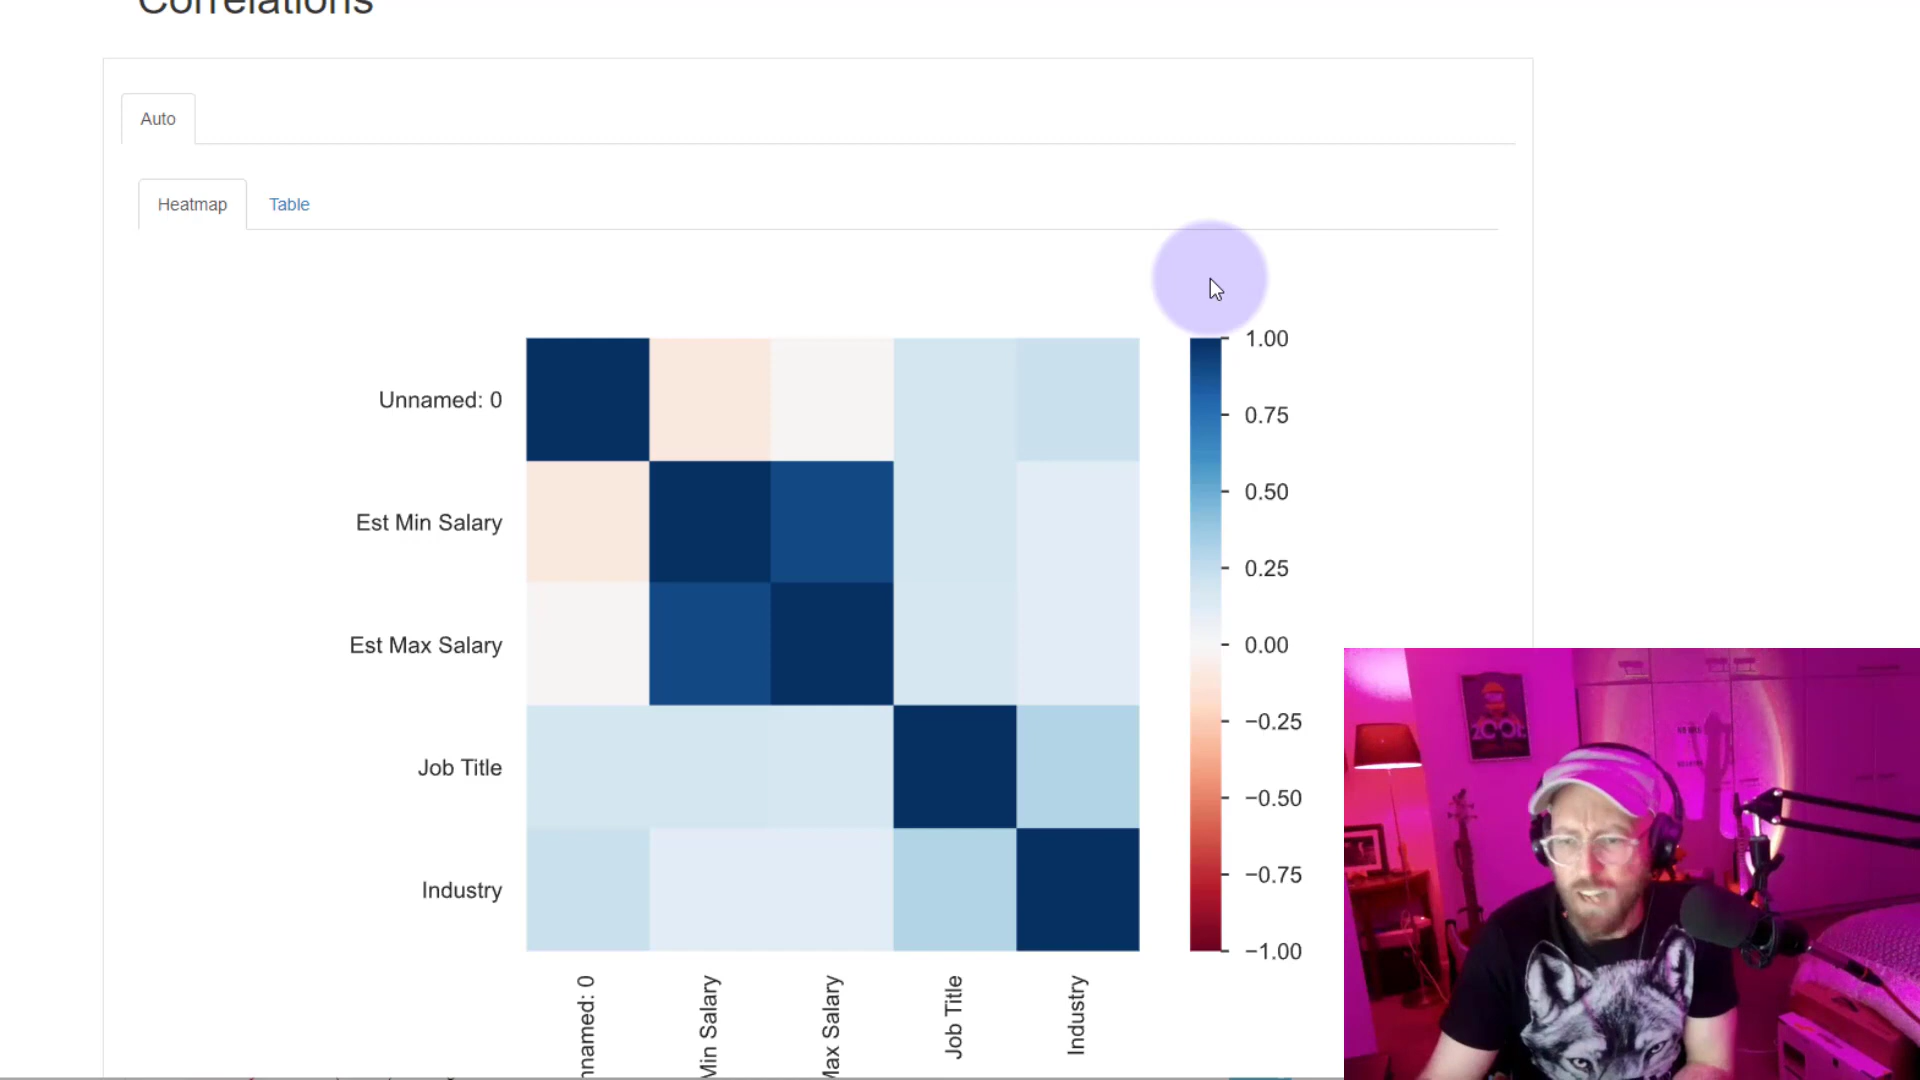 Correlations
Auto
Heatmap
Table
Unnamed: 0
Est Min Salary
Est Max Salary
Job Title
Industry
1.00
0.75
0.50
0.25
0.00
−0.25
−0.50
−0.75
−1.00
nnamed: 0
Min Salary
Max Salary
Job Title
Industry